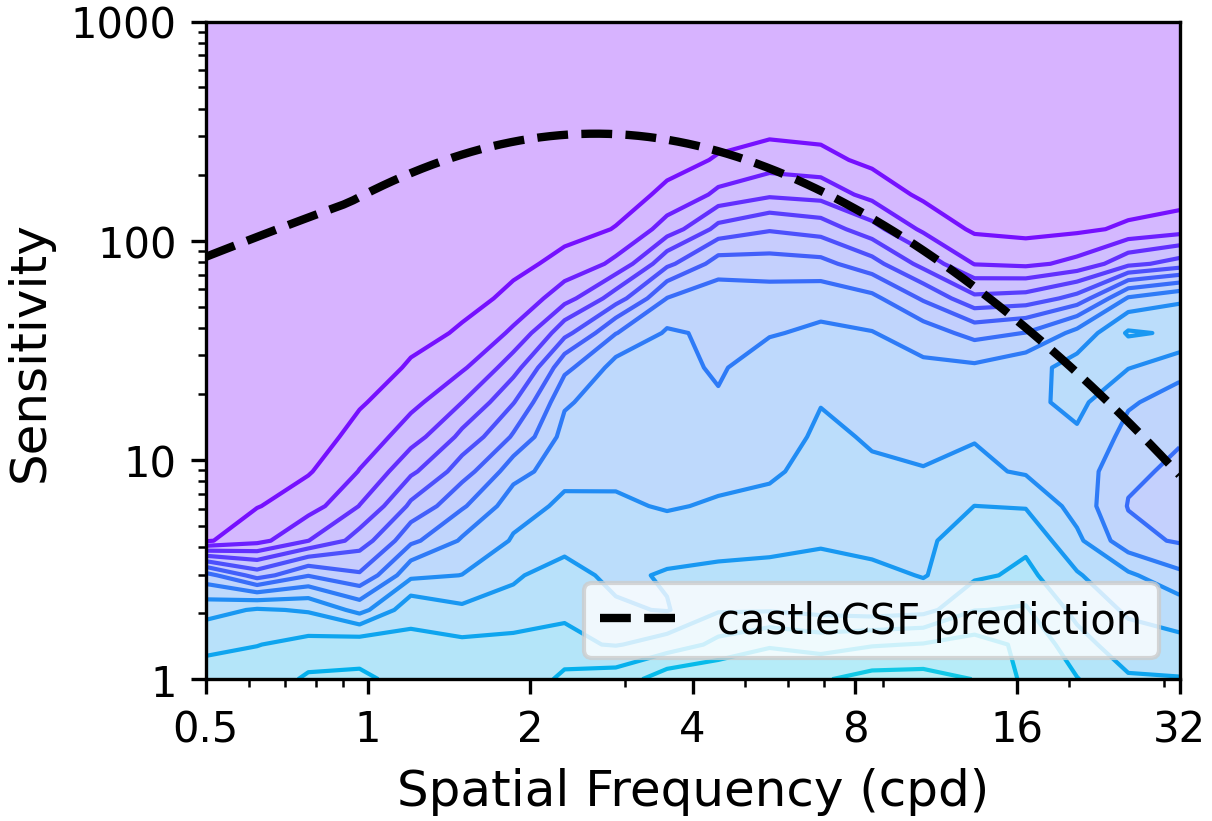 1000
100
10
1
Sensitivity
castleCSF prediction
0.5 1 2 4 8 16 32
Spatial Frequency (cpd)